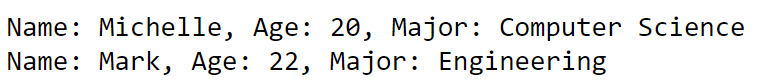 Name: Michelle, Age: 20, Major: Computer Science
Name: Mark, Age: 22, Major: Engineering